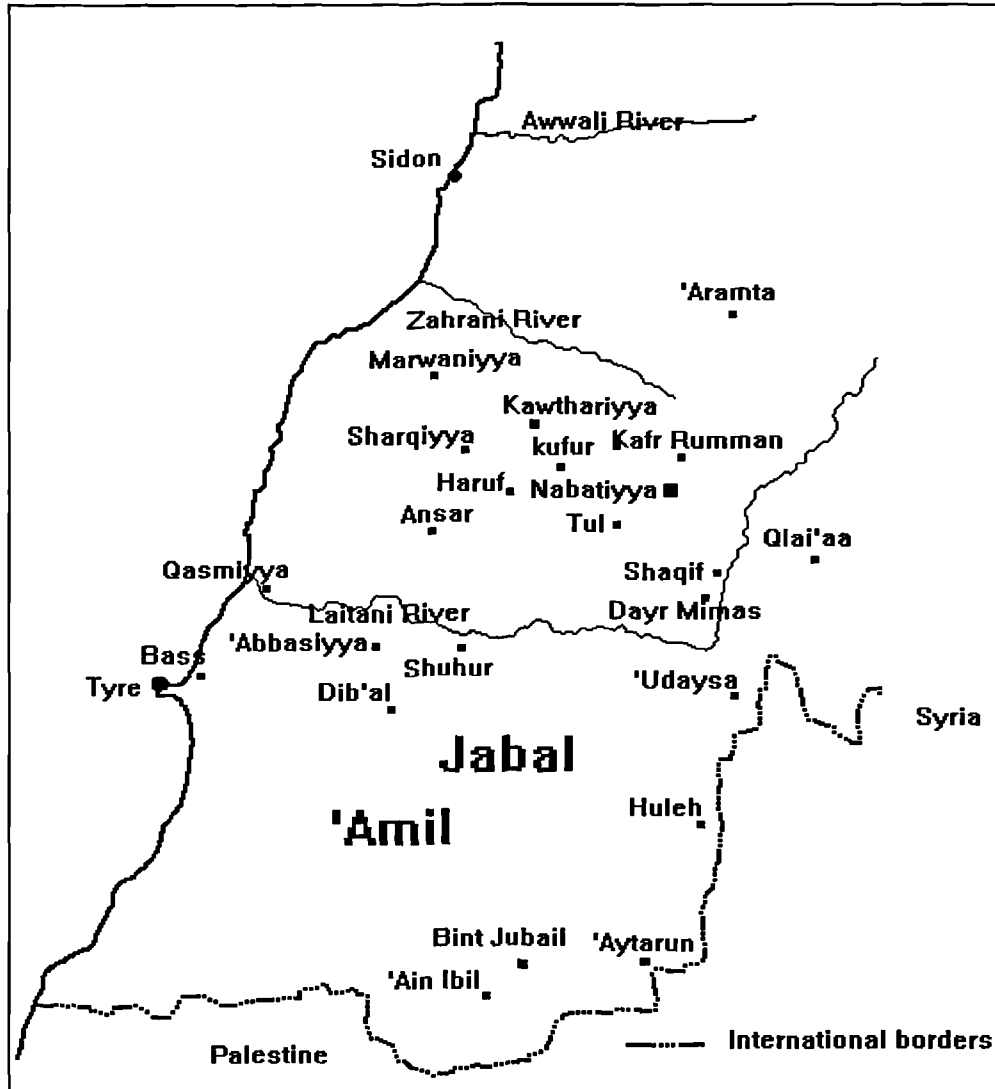 Awwali River
Sidon
'Aramta
Zahrani River
Marwaniyya
Kawthariyya
Sharqiyya
kufur
Kafr Rumman
Haruf
Nabatiyya
Ansar
Tul
Qlai'aa
Qasmiyya
Shaqif
Laitani River
Dayr Mimas
'Abbasiyya
Bass
Shuhur
Tyre
Dib'al
'Udaysa
Syria
Jabal
'Amil
Huleh
Bint Jubail
'Aytarun
'Ain Ibil
Palestine
International borders